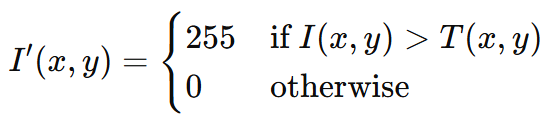 I′(x, y) = { 255 if I(x, y) > T(x, y)
0 otherwise